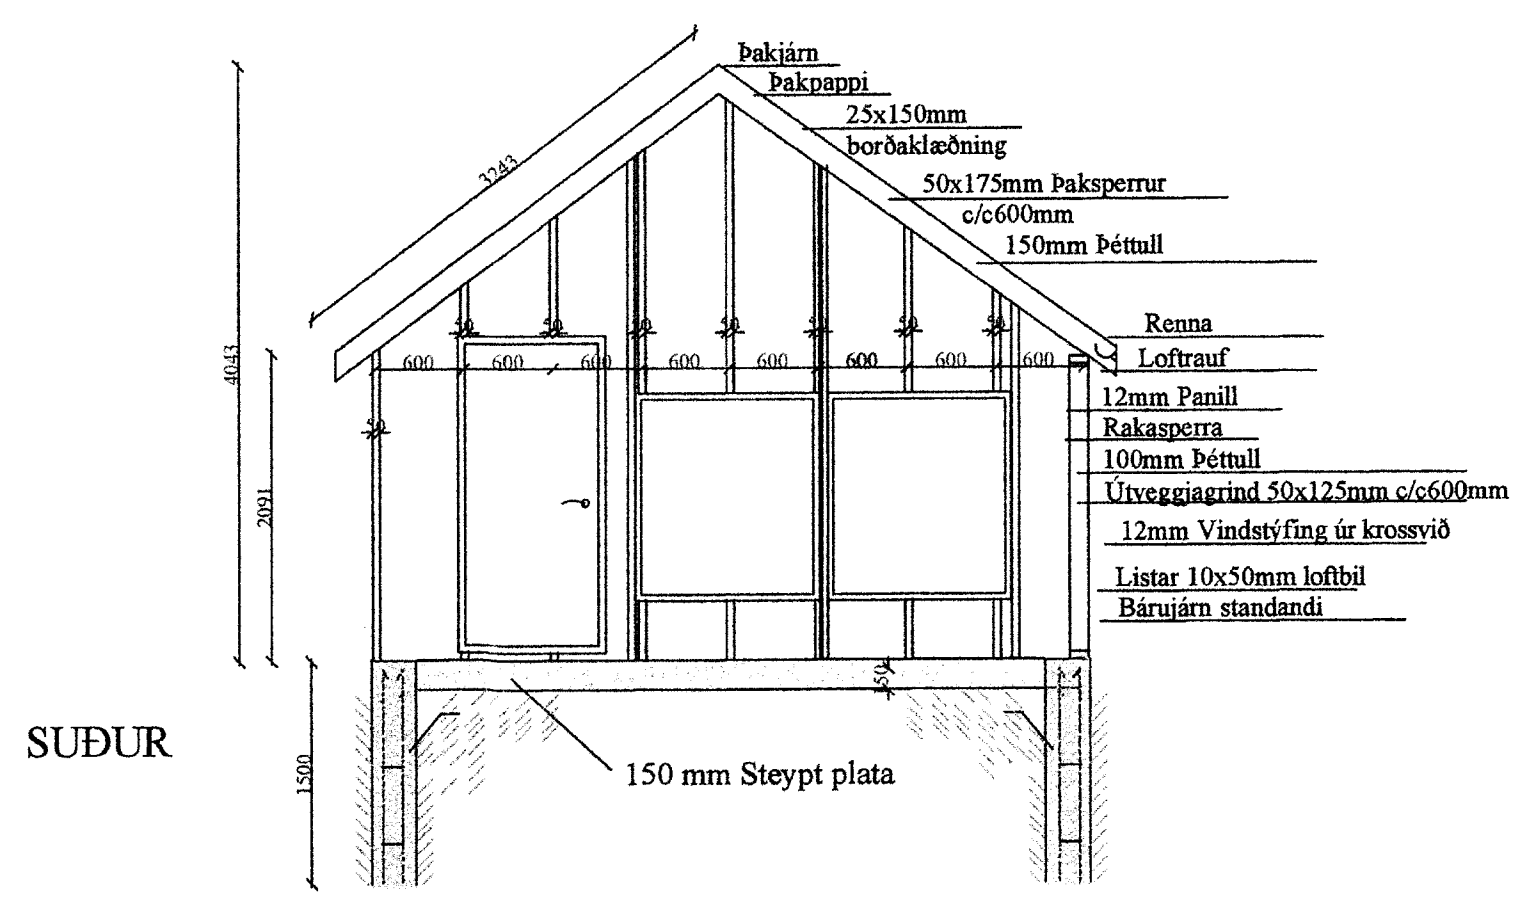 Þakjárn
Þakpappi
25x150mm
borðaklæðning
50x175mm Þaksperrur
c/c600mm
150mm Þéttull
3243
4043
2091
1500
50 50 50 50 50 50 50
600 600 600 600 600 600 600 600
50
Renna
Loftrauf
12mm Panill
Rakasperra
100mm Þéttull
Útveggjagrind 50x125mm c/c600mm
12mm Vindstýfing úr krossvið
Listar 10x50mm loftbil
Bárujárn standandi
SUÐUR
150 mm Steypt plata